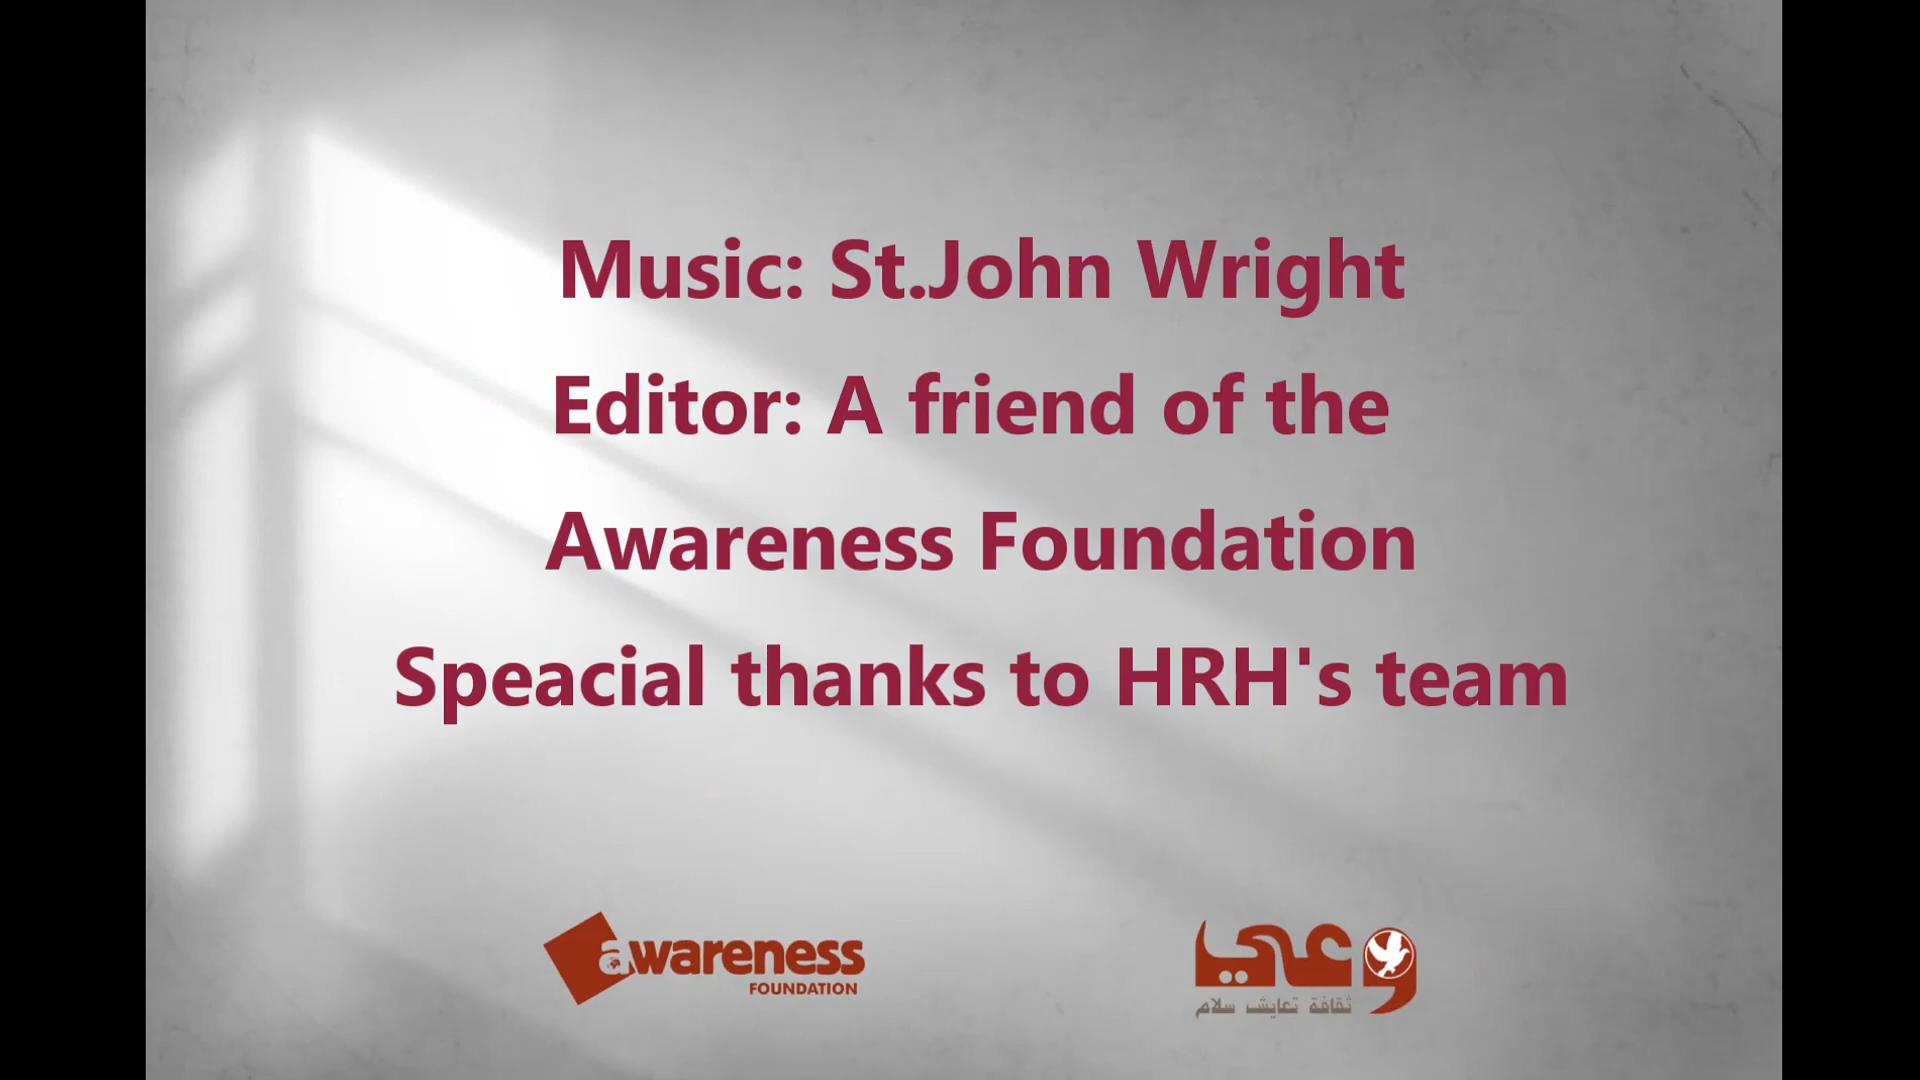 Music: St.John Wright
Editor: A friend of the
Awareness Foundation
Speacial thanks to HRH's team
awareness
FOUNDATION
وعي
ثقافة تعايش سلام